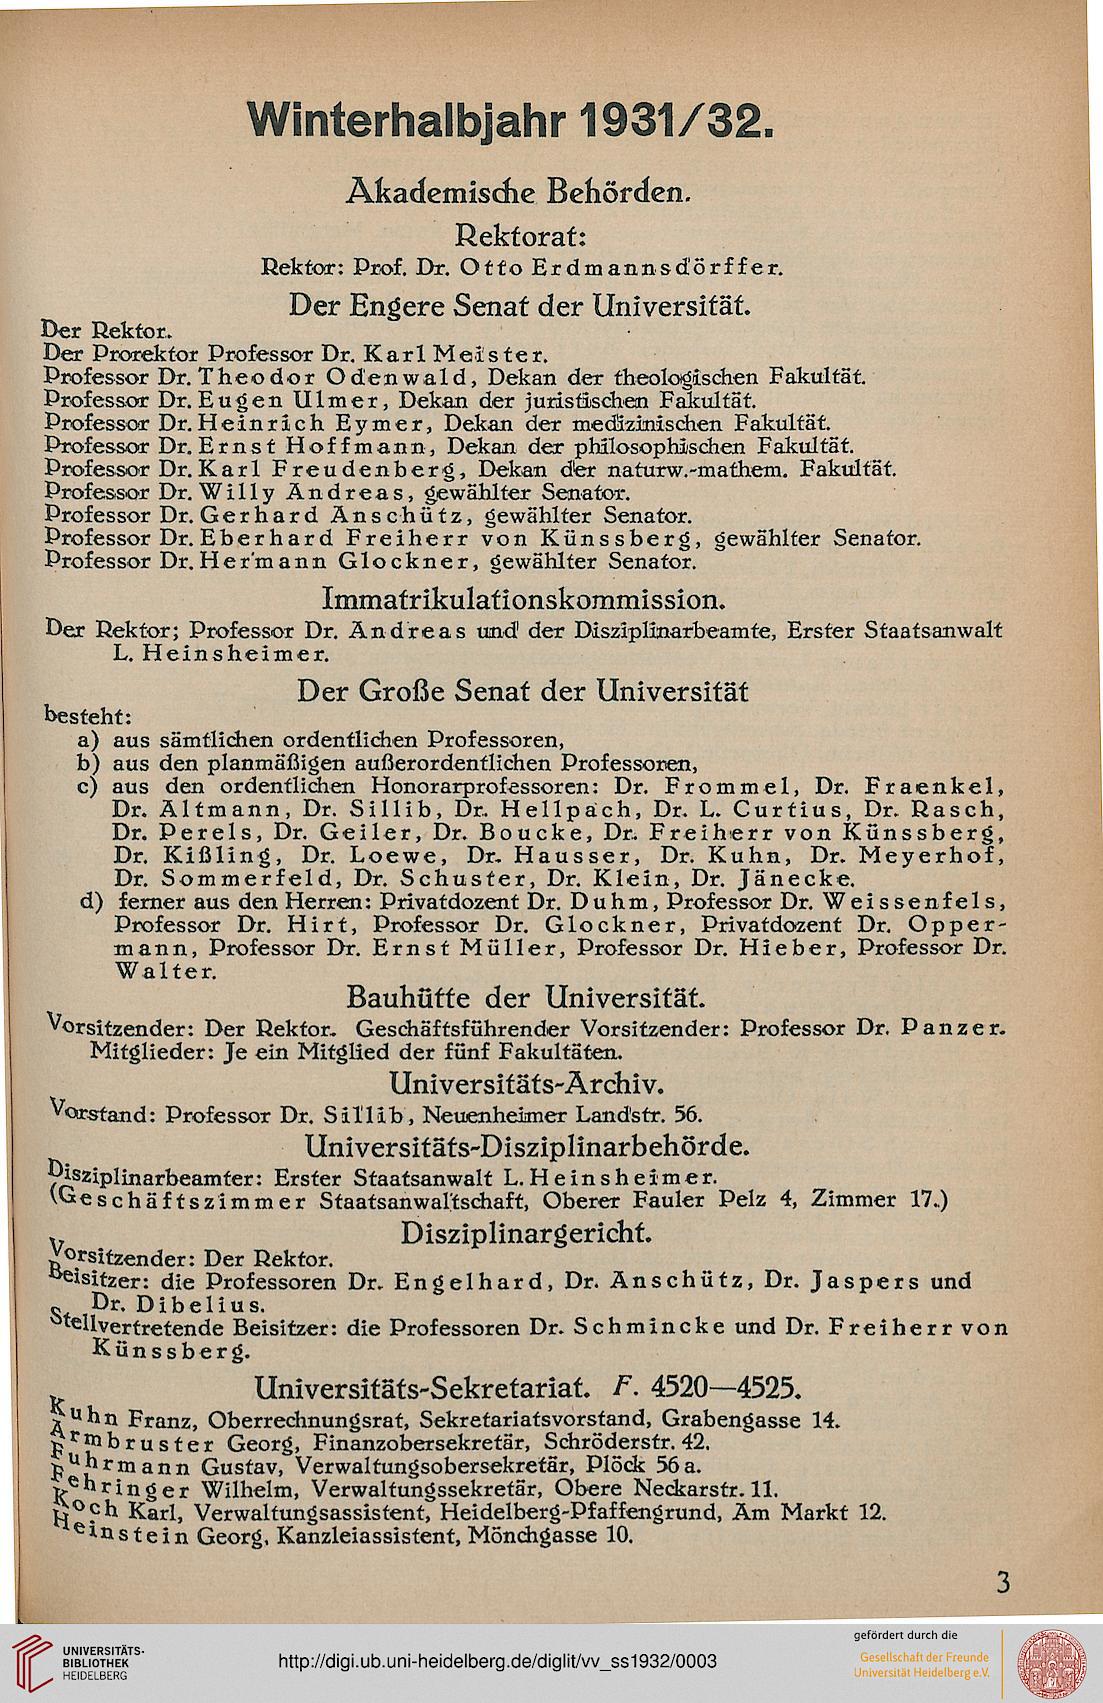 Winterhalbjahr 1931/32.
Akademische Behörden.
Rektorat:
Rektor: Prof. Dr. Otto Erdmannsdörffer.
Der Engere Senat der Universität.
Der Rektor.
Der Prorektor Professor Dr. Karl Meister.
Professor Dr. Theodor Odenwald, Dekan der theologischen Fakultät.
Professor Dr. Eugen Ulmer, Dekan der juristischen Fakultät.
Professor Dr. Heinrich Eymer, Dekan der medizinischen Fakultät.
Professor Dr. Ernst Hoffmann, Dekan der philosophischen Fakultät.
Professor Dr. Karl Freudenberg, Dekan der naturw.-mathem. Fakultät.
Professor Dr. Willy Andreas, gewählter Senator.
Professor Dr. Gerhard Anschütz, gewählter Senator.
Professor Dr. Eberhard Freiherr von Künssberg, gewählter Senator.
Professor Dr. Hermann Glockner, gewählter Senator.
Immatrikulationskommission.
Der Rektor; Professor Dr. Andreas und der Disziplinarbeamte, Erster Staatsanwalt
L. Heinsheimer.
Der Große Senat der Universität
besteht:
a) aus sämtlichen ordentlichen Professoren,
b) aus den planmäßigen außerordentlichen Professoren,
c) aus den ordentlichen Honorarprofessoren: Dr. Frommel, Dr. Fraenkel,
Dr. Altmann, Dr. Sillib, Dr. Hellpach, Dr. L. Curtius, Dr. Rasch,
Dr. Perels, Dr. Geiler, Dr. Boucke, Dr. Freiherr von Künssberg,
Dr. Kißling, Dr. Loewe, Dr. Hausser, Dr. Kuhn, Dr. Meyerhof,
Dr. Sommerfeld, Dr. Schuster, Dr. Klein, Dr. Jänecke.
d) ferner aus den Herren: Privatdozent Dr. Duhm, Professor Dr. Weissenfels,
Professor Dr. Hirt, Professor Dr. Glockner, Privatdozent Dr. Opper-
mann, Professor Dr. Ernst Müller, Professor Dr. Hieber, Professor Dr.
Walter.
Bauhütte der Universität.
Vorsitzender: Der Rektor. Geschäftsführender Vorsitzender: Professor Dr. Panzer.
Mitglieder: Je ein Mitglied der fünf Fakultäten.
Universitäts-Archiv.
Vorstand: Professor Dr. Sillib, Neuenheimer Landstr. 56.
Universitäts-Disziplinarbehörde.
Disziplinarbeamter: Erster Staatsanwalt L. Heinsheimer.
(Geschäftszimmer Staatsanwaltschaft, Oberer Fauler Pelz 4, Zimmer 17.)
Disziplinargericht.
Vorsitzender: Der Rektor.
Beisitzer: die Professoren Dr. Engelhard, Dr. Anschütz, Dr. Jaspers und
Dr. Dibelius.
Stellvertretende Beisitzer: die Professoren Dr. Schmincke und Dr. Freiherr von
Künssberg.
Universitäts-Sekretariat. F. 4520—4525.
Kuhn Franz, Oberrechnungsrat, Sekretariatsvorstand, Grabengasse 14.
Armbruster Georg, Finanzobersekretär, Schröderstr. 42.
Fuhrmann Gustav, Verwaltungsobersekretär, Plöck 56 a.
Fehringer Wilhelm, Verwaltungssekretär, Obere Neckarstr. 11.
Koch Karl, Verwaltungsassistent, Heidelberg-Pfaffengrund, Am Markt 12.
Heinstein Georg, Kanzleiassistent, Mönchgasse 10.
3
UNIVERSITÄTS-
BIBLIOTHEK
HEIDELBERG
http://digi.ub.uni-heidelberg.de/diglit/vv_ss1932/0003
gefördert durch die
Gesellschaft der Freunde
Universität Heidelberg e.V.